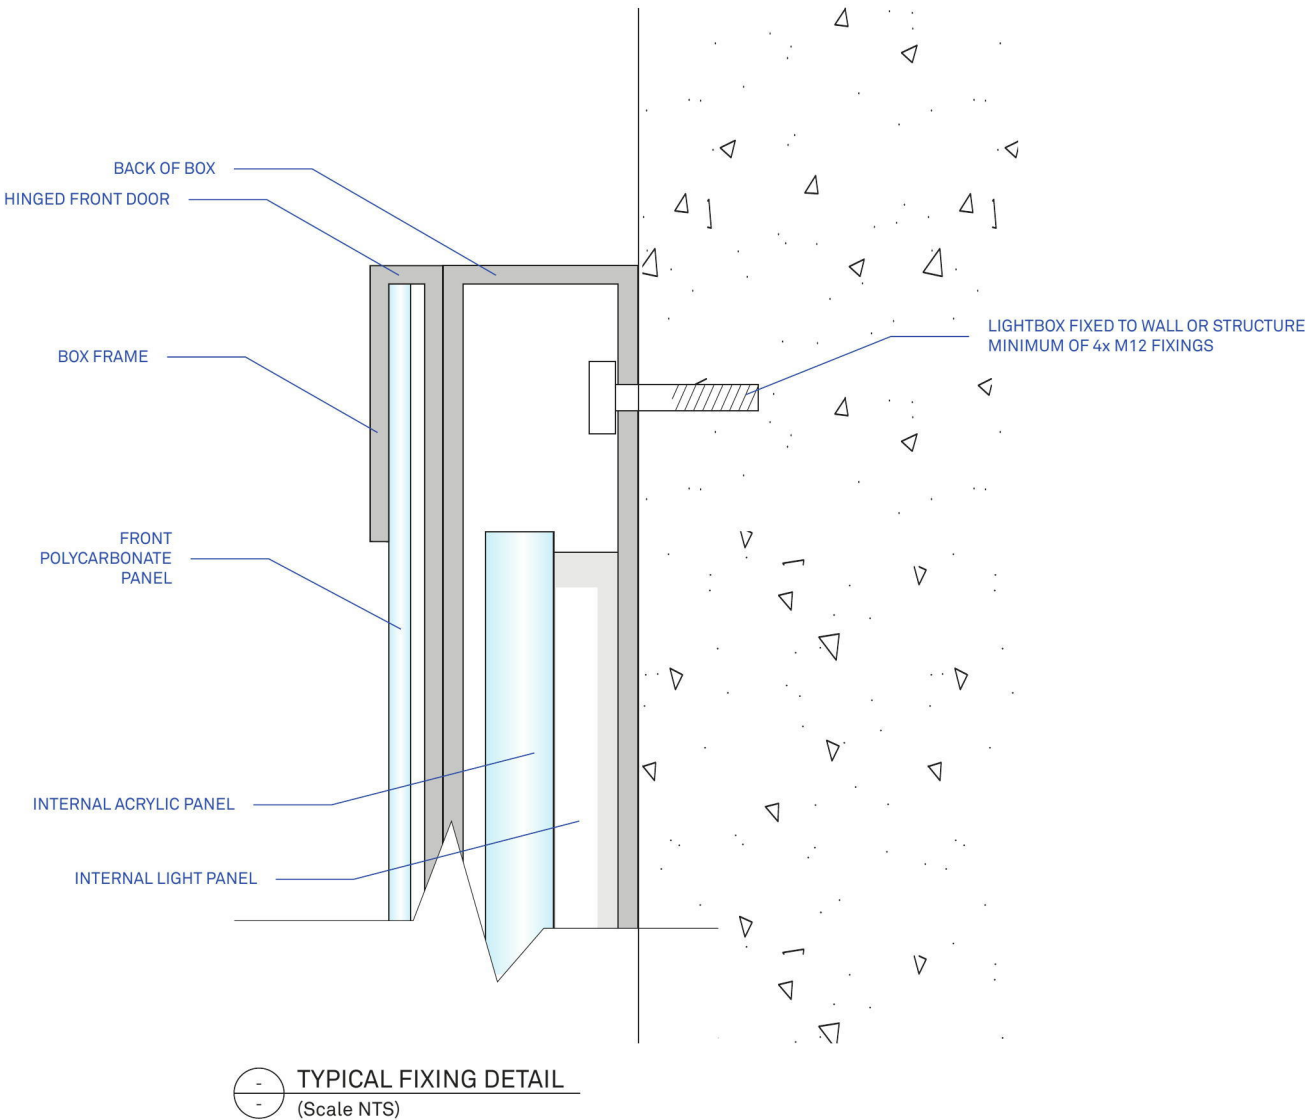 BACK OF BOX
HINGED FRONT DOOR
LIGHTBOX FIXED TO WALL OR STRUCTURE
MINIMUM OF 4x M12 FIXINGS
BOX FRAME
FRONT
POLYCARBONATE
PANEL
INTERNAL ACRYLIC PANEL
INTERNAL LIGHT PANEL
-
-
TYPICAL FIXING DETAIL
(Scale NTS)